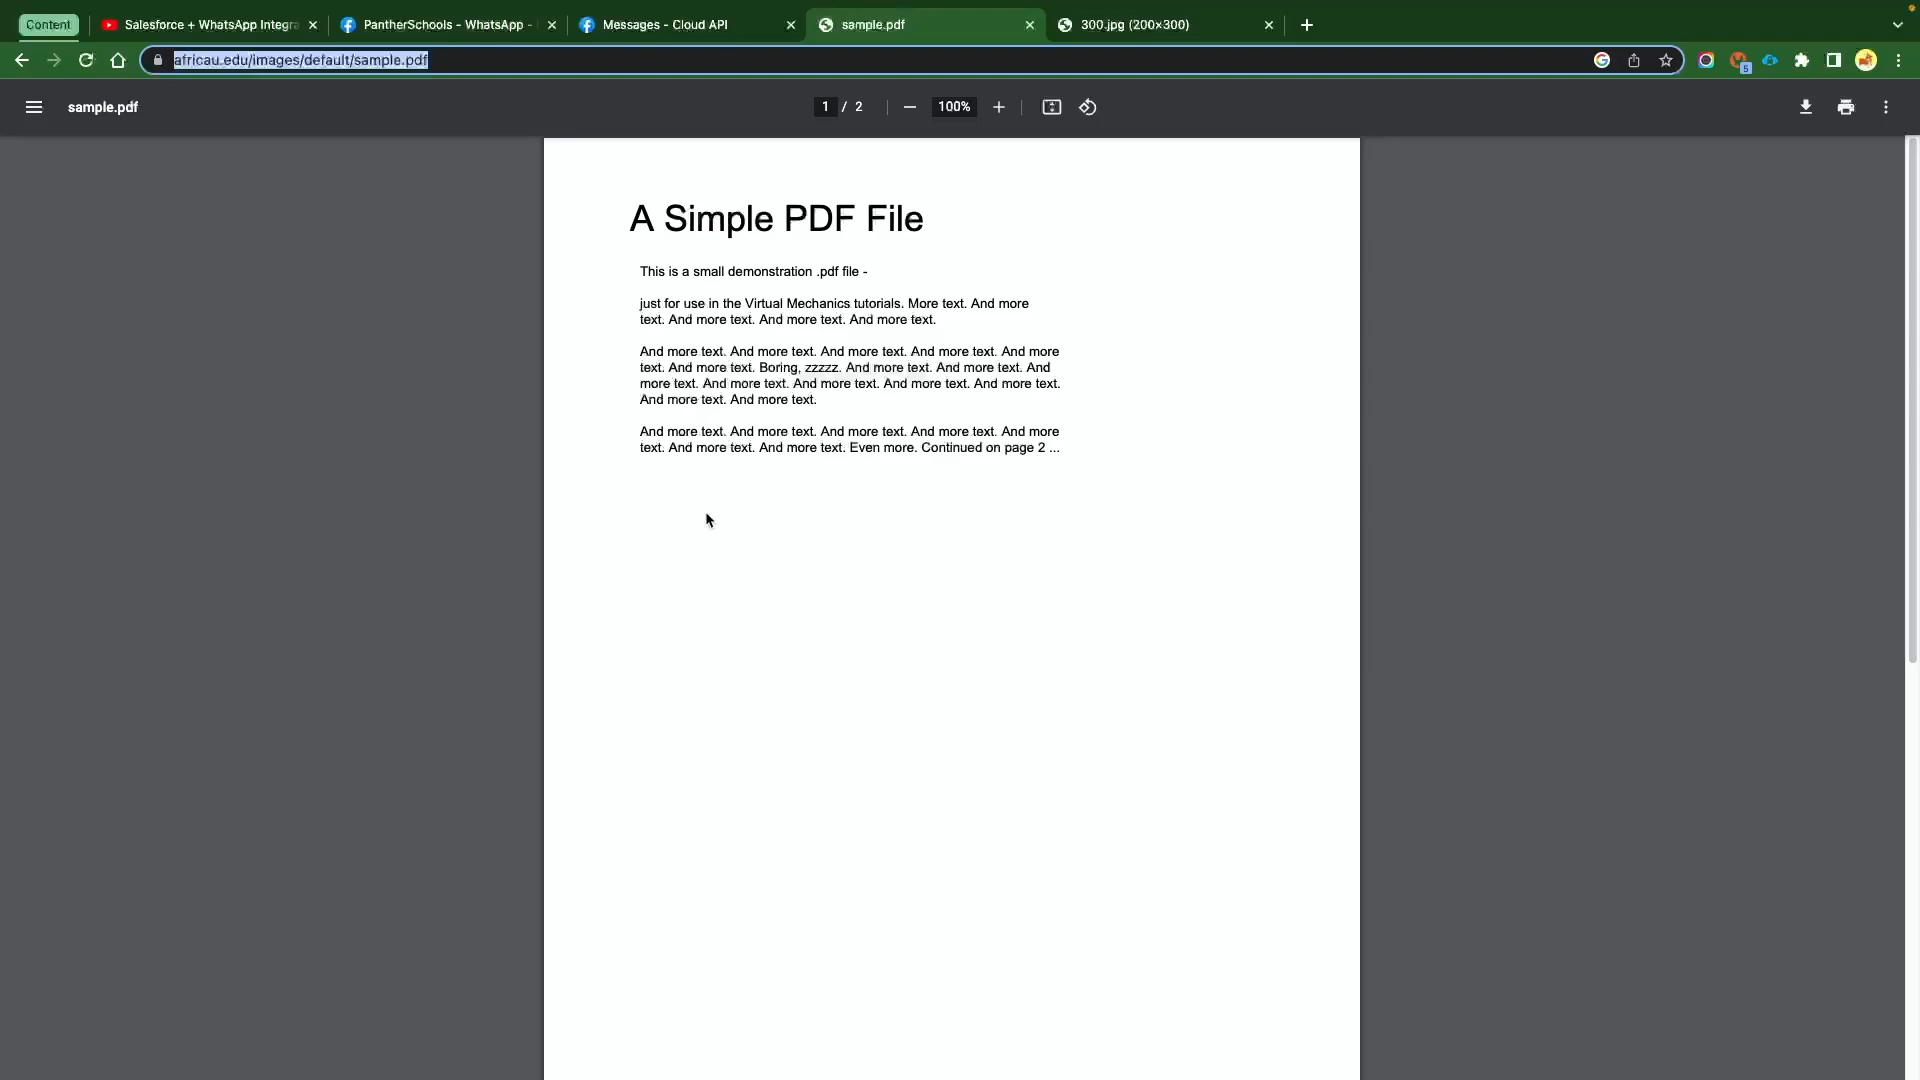 Content
Salesforce + WhatsApp Integra
PantherSchools - WhatsApp -
Messages - Cloud API
sample.pdf
300.jpg (200×300)
africau.edu/images/default/sample.pdf
5
sample.pdf
1 / 2
100%
A Simple PDF File
This is a small demonstration .pdf file -
just for use in the Virtual Mechanics tutorials. More text. And more
text. And more text. And more text. And more text.
And more text. And more text. And more text. And more text. And more
text. And more text. Boring, zzzzz. And more text. And more text. And
more text. And more text. And more text. And more text. And more text.
And more text. And more text.
And more text. And more text. And more text. And more text. And more
text. And more text. And more text. Even more. Continued on page 2 ...